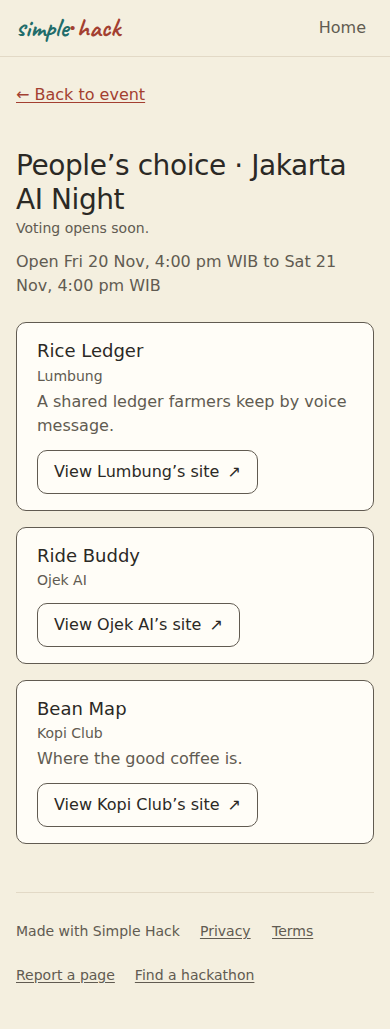 simple·hack
Home
← Back to event
People’s choice · Jakarta
AI Night
Voting opens soon.
Open Fri 20 Nov, 4:00 pm WIB to Sat 21
Nov, 4:00 pm WIB
Rice Ledger
Lumbung
A shared ledger farmers keep by voice
message.
View Lumbung’s site ↗
Ride Buddy
Ojek AI
View Ojek AI’s site ↗
Bean Map
Kopi Club
Where the good coffee is.
View Kopi Club’s site ↗
Made with Simple Hack Privacy Terms
Report a page Find a hackathon